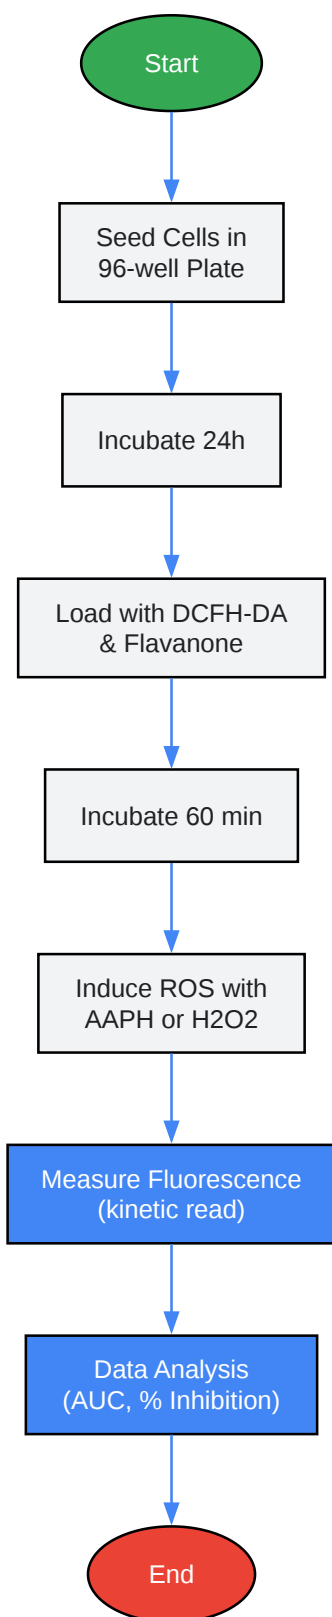 Start
Seed Cells in
96-well Plate
Incubate 24h
Load with DCFH-DA
& Flavanone
Incubate 60 min
Induce ROS with
AAPH or H2O2
Measure Fluorescence
(kinetic read)
Data Analysis
(AUC, % Inhibition)
End